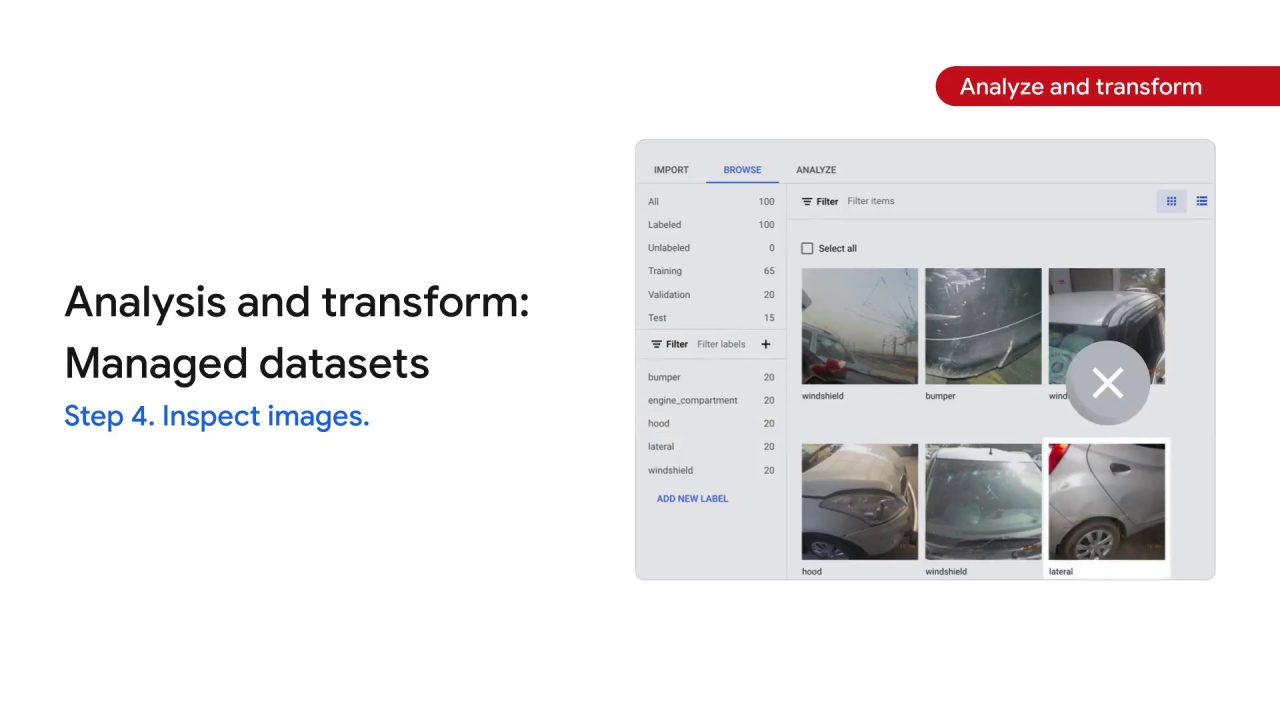 Analyze and transform
Analysis and transform:
Managed datasets
Step 4. Inspect images.
IMPORT BROWSE ANALYZE
All 100
Labeled 100
Unlabeled 0
Training 65
Validation 20
Test 15
Filter Filter labels +
bumper 20
engine_compartment 20
hood 20
lateral 20
windshield 20
ADD NEW LABEL
Filter Filter items
Select all
windshield bumper wind
hood windshield lateral